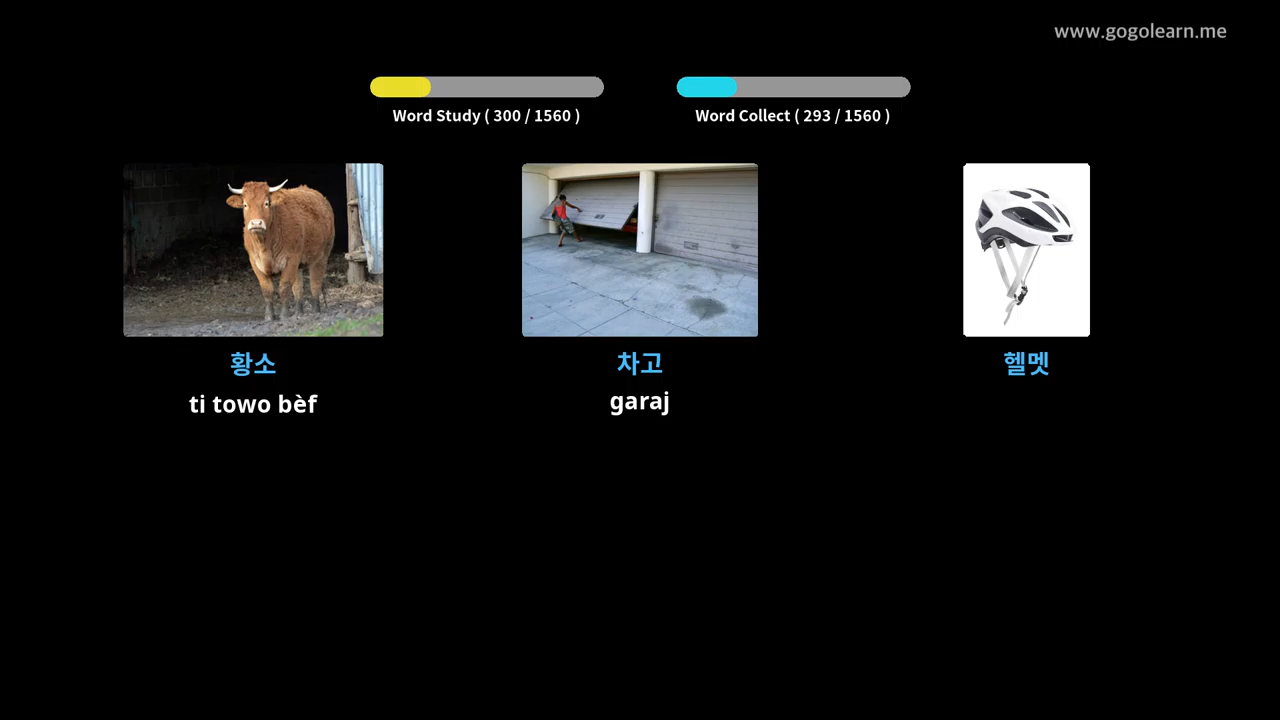 www.gogolearn.me
Word Study ( 300 / 1560 )
Word Collect ( 293 / 1560 )
황소
차고
헬멧
ti towo bèf
garaj